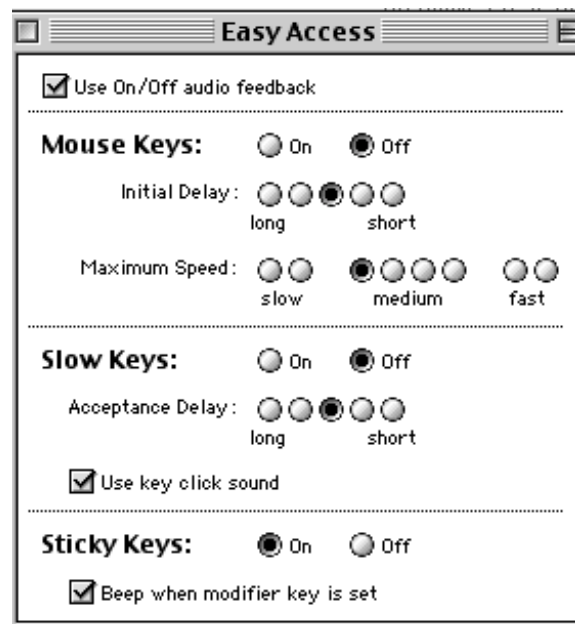 Easy Access
Use On/Off audio feedback
Mouse Keys: On Off
Initial Delay:
long short
Maximum Speed:
slow medium fast
Slow Keys: On Off
Acceptance Delay:
long short
Use key click sound
Sticky Keys: On Off
Beep when modifier key is set